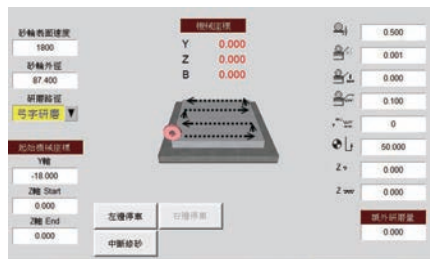 砂輪表面速度
1800
砂輪外徑
87.400
研磨路徑
弓字研磨
起始機械座標
Y軸
-18.000
Z軸 Start
0.000
Z軸 End
0.000
機械座標
Y 0.000
Z 0.000
B 0.000
左邊停車
右邊停車
中斷修砂
0.500
0.001
0.000
0.100
0
50.000
Z 0.000
Z 0.000
額外研磨量
0.000